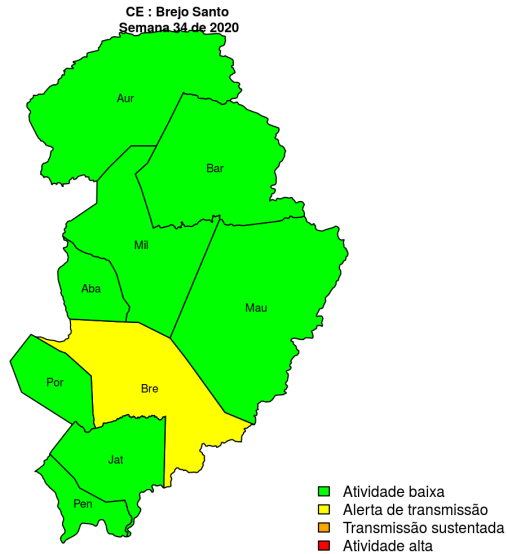 CE : Brejo Santo
Semana 34 de 2020
Aur
Bar
Mil
Aba
Mau
Por
Bre
Jat
Pen
Atividade baixa
Alerta de transmissão
Transmissão sustentada
Atividade alta